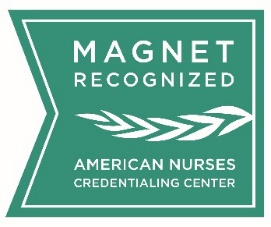 MAGNET
RECOGNIZED
AMERICAN NURSES
CREDENTIALING CENTER